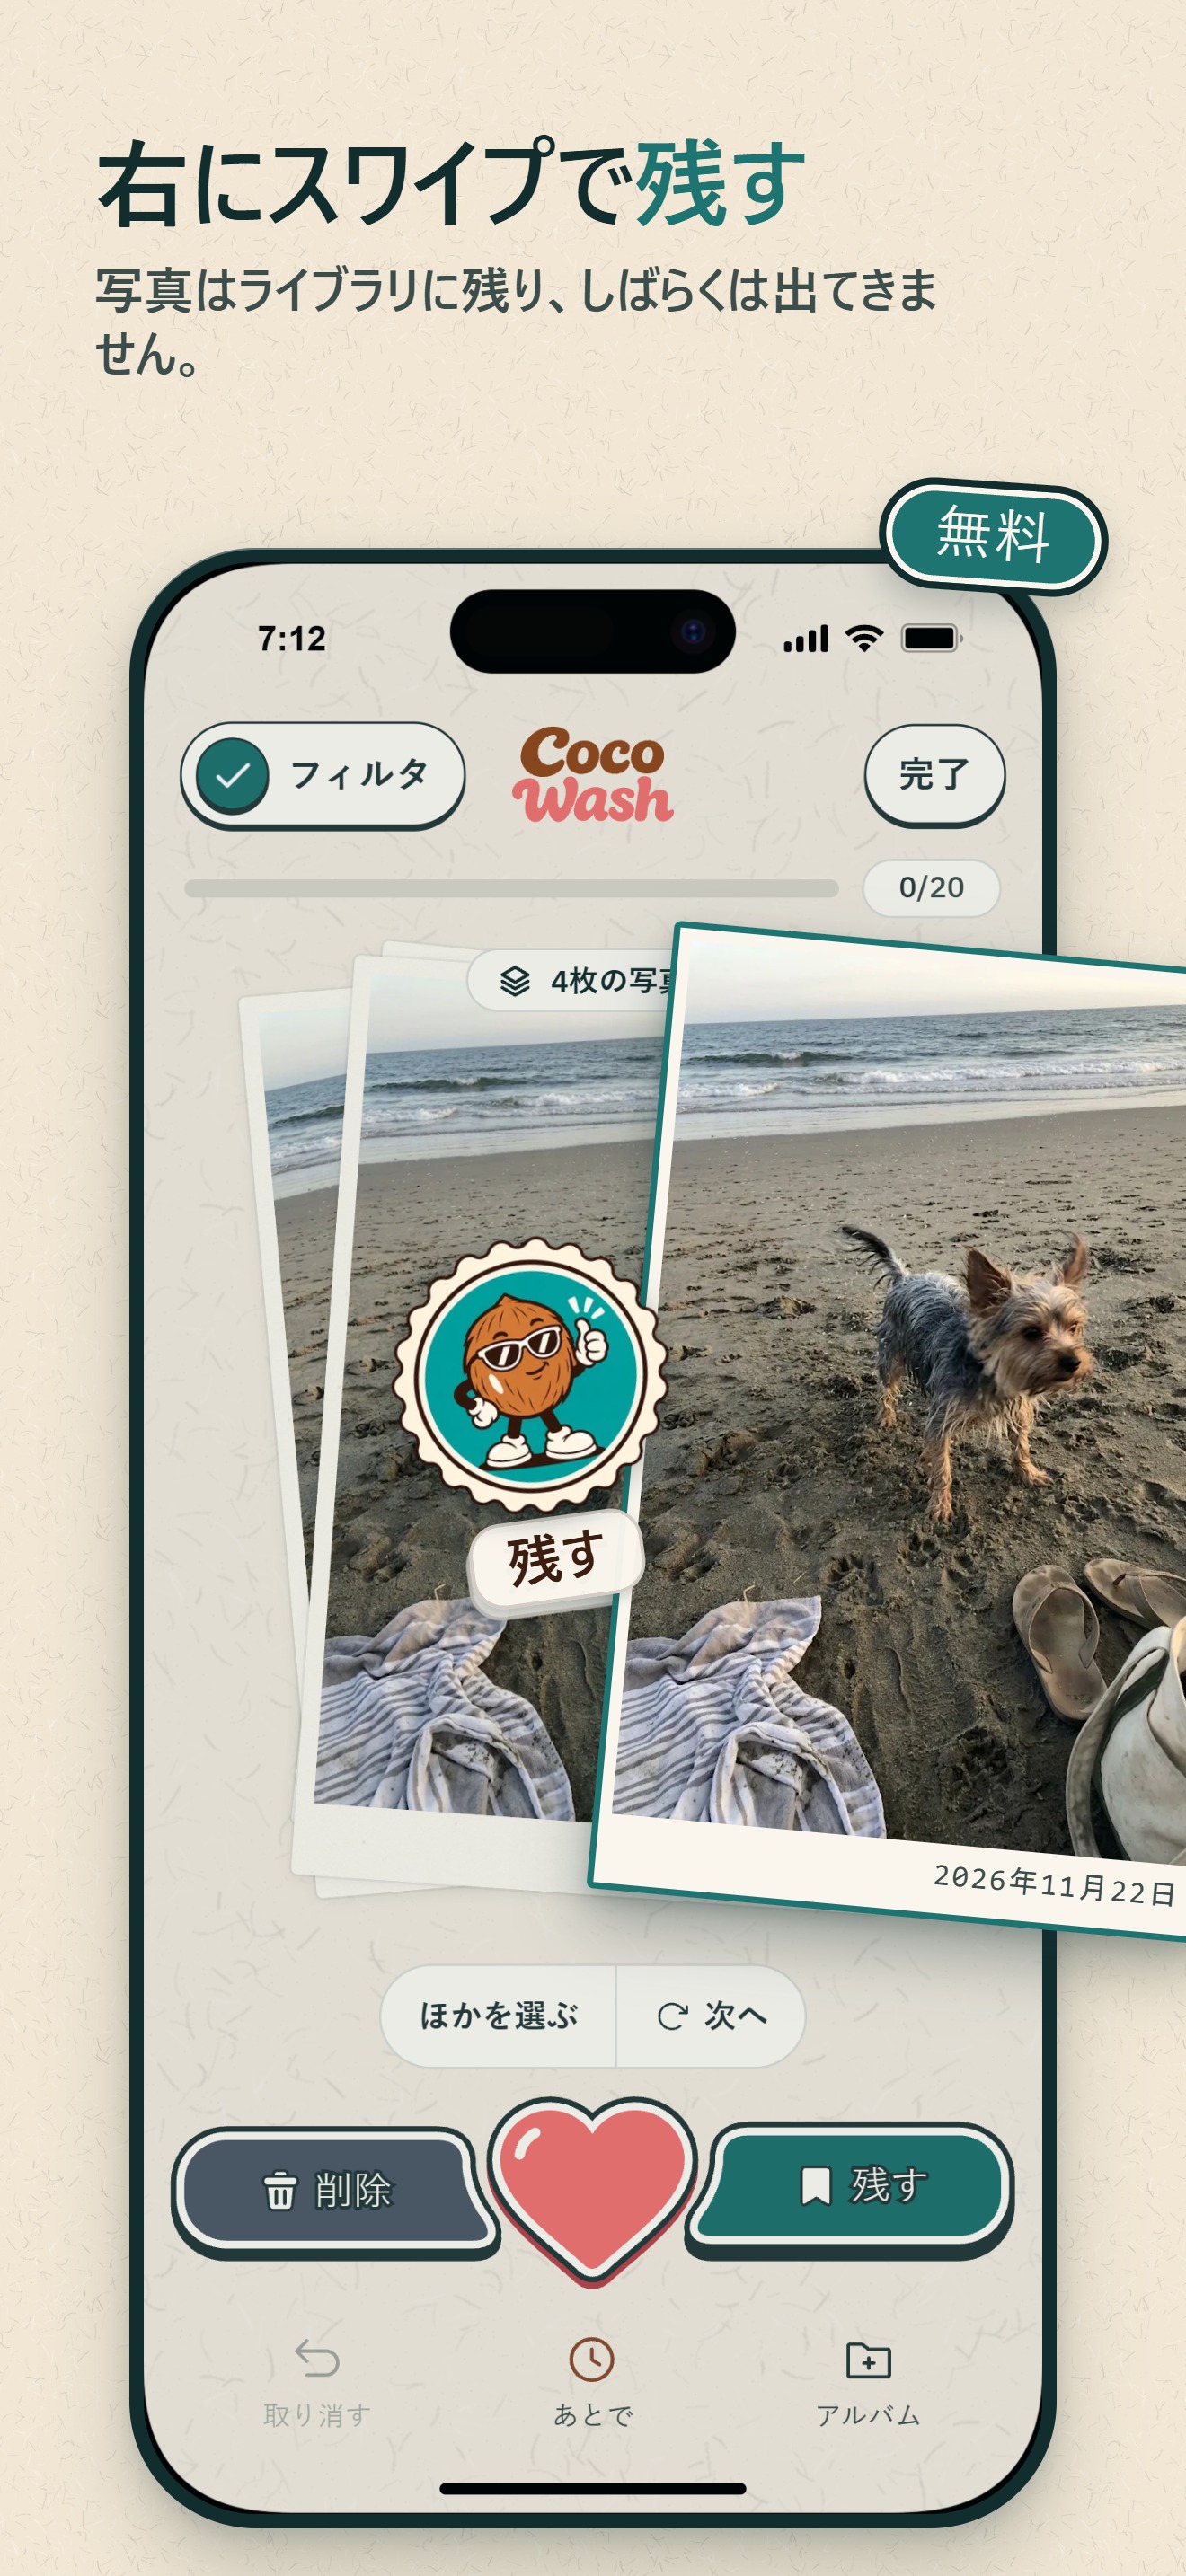 右にスワイプで残す
写真はライブラリに残り、しばらくは出てきま
せん。
無料
7:12
フィルタ
Coco
Wash
完了
0/20
4枚の写真
残す
2026年11月22日
ほかを選ぶ
次へ
削除
残す
取り消す
あとで
アルバム